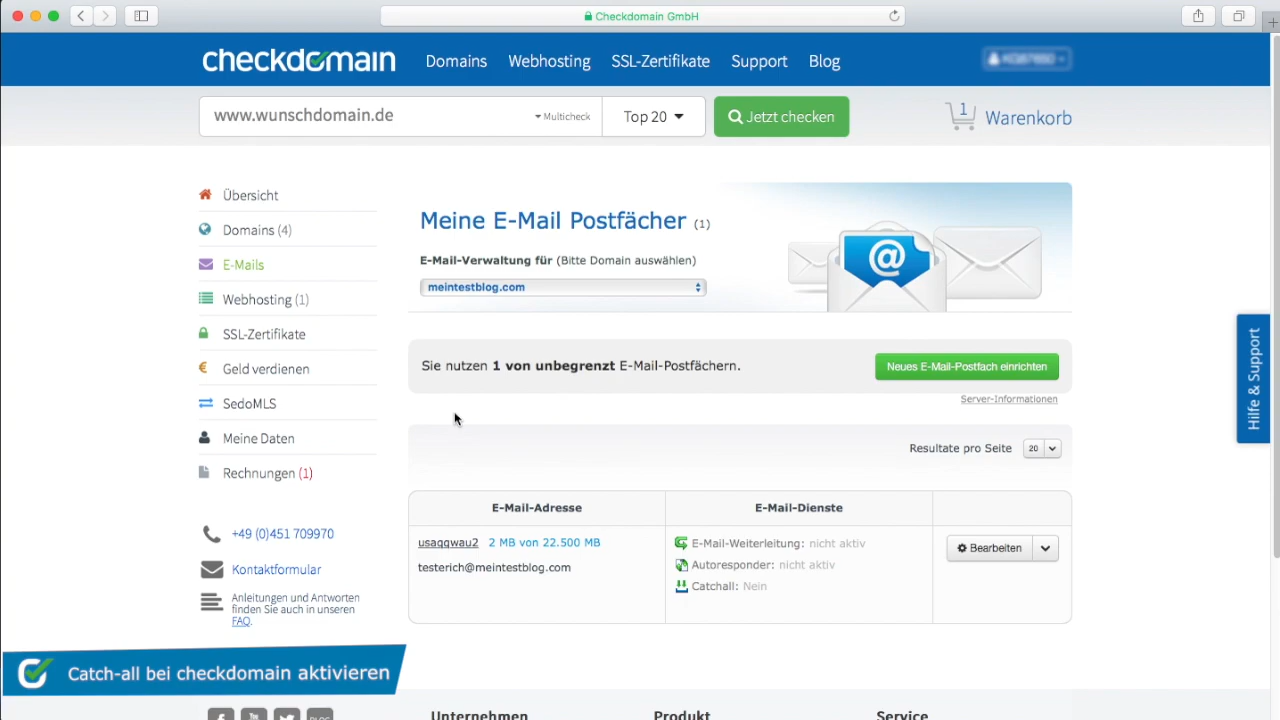 Checkdomain GmbH
checkdomain
Domains Webhosting SSL-Zertifikate Support Blog
www.wunschdomain.de Multicheck Top 20 Jetzt checken 1 Warenkorb
Übersicht
Domains (4)
E-Mails
Webhosting (1)
SSL-Zertifikate
Geld verdienen
SedoMLS
Meine Daten
Rechnungen (1)
+49 (0)451 709970
Kontaktformular
Anleitungen und Antworten
finden Sie auch in unseren
FAQ.
Meine E-Mail Postfächer (1)
E-Mail-Verwaltung für (Bitte Domain auswählen)
meintestblog.com
@
Sie nutzen 1 von unbegrenzt E-Mail-Postfächern. Neues E-Mail-Postfach einrichten
Server-Informationen
Resultate pro Seite 20
E-Mail-Adresse E-Mail-Dienste
usaqqwau2 2 MB von 22.500 MB
testerich@meintestblog.com
E-Mail-Weiterleitung: nicht aktiv
Autoresponder: nicht aktiv
Catchall: Nein
Bearbeiten
Hilfe & Support
Catch-all bei checkdomain aktivieren
Unternehmen Produkt Service